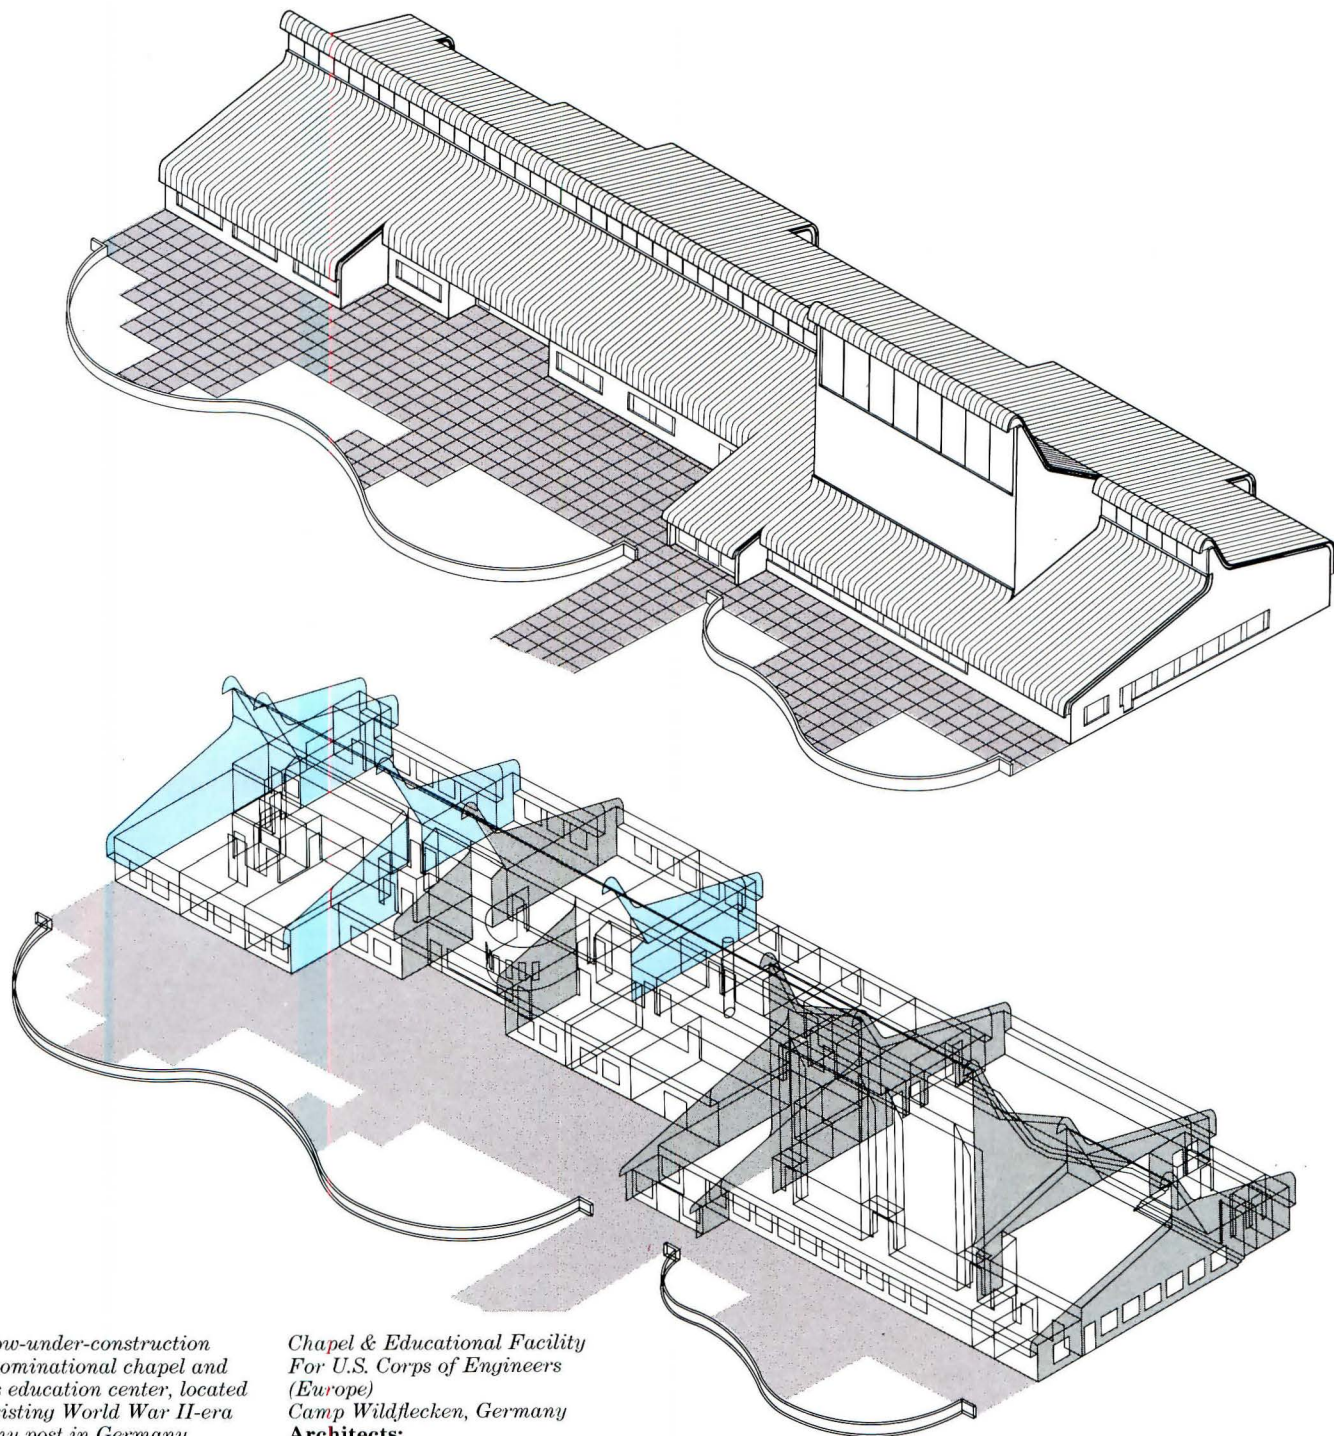 ow-under-construction
ominational chapel and
education center, located
isting World War II-era
ny post in Germany
Chapel & Educational Facility
For U.S. Corps of Engineers
(Europe)
Camp Wildflecken, Germany
Architects: